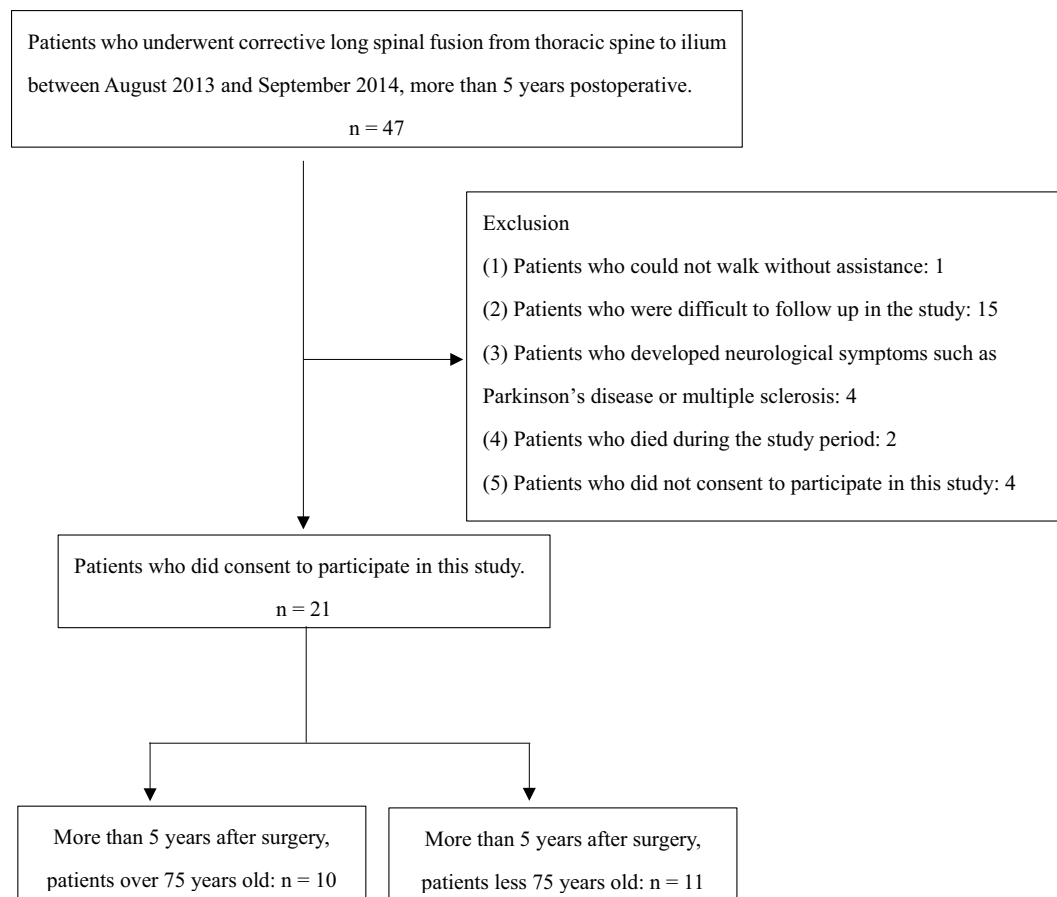 Patients who underwent corrective long spinal fusion from thoracic spine to ilium
between August 2013 and September 2014, more than 5 years postoperative.
n = 47
Exclusion
(1) Patients who could not walk without assistance: 1
(2) Patients who were difficult to follow up in the study: 15
(3) Patients who developed neurological symptoms such as
Parkinson’s disease or multiple sclerosis: 4
(4) Patients who died during the study period: 2
(5) Patients who did not consent to participate in this study: 4
Patients who did consent to participate in this study.
n = 21
More than 5 years after surgery,
patients over 75 years old: n = 10
More than 5 years after surgery,
patients less 75 years old: n = 11